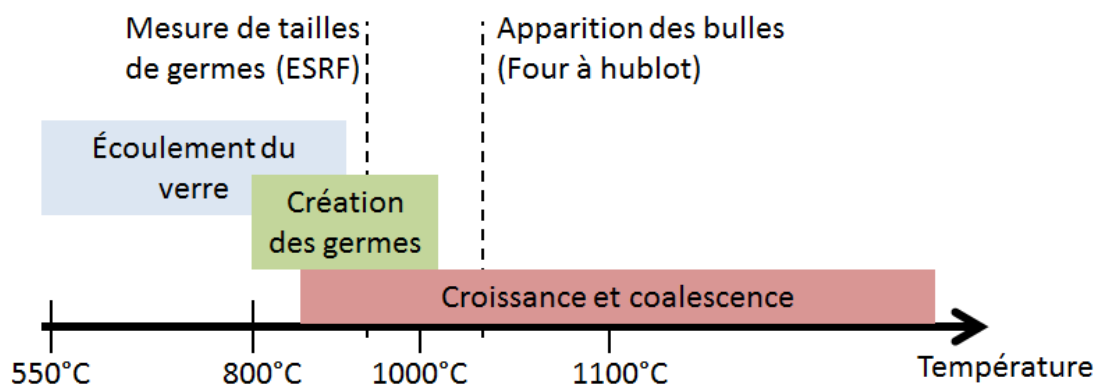 Mesure de tailles
de germes (ESRF)
Apparition des bulles
(Four à hublot)
Écoulement du
verre
Création
des germes
Croissance et coalescence
550°C
800°C
1000°C
1100°C
Température